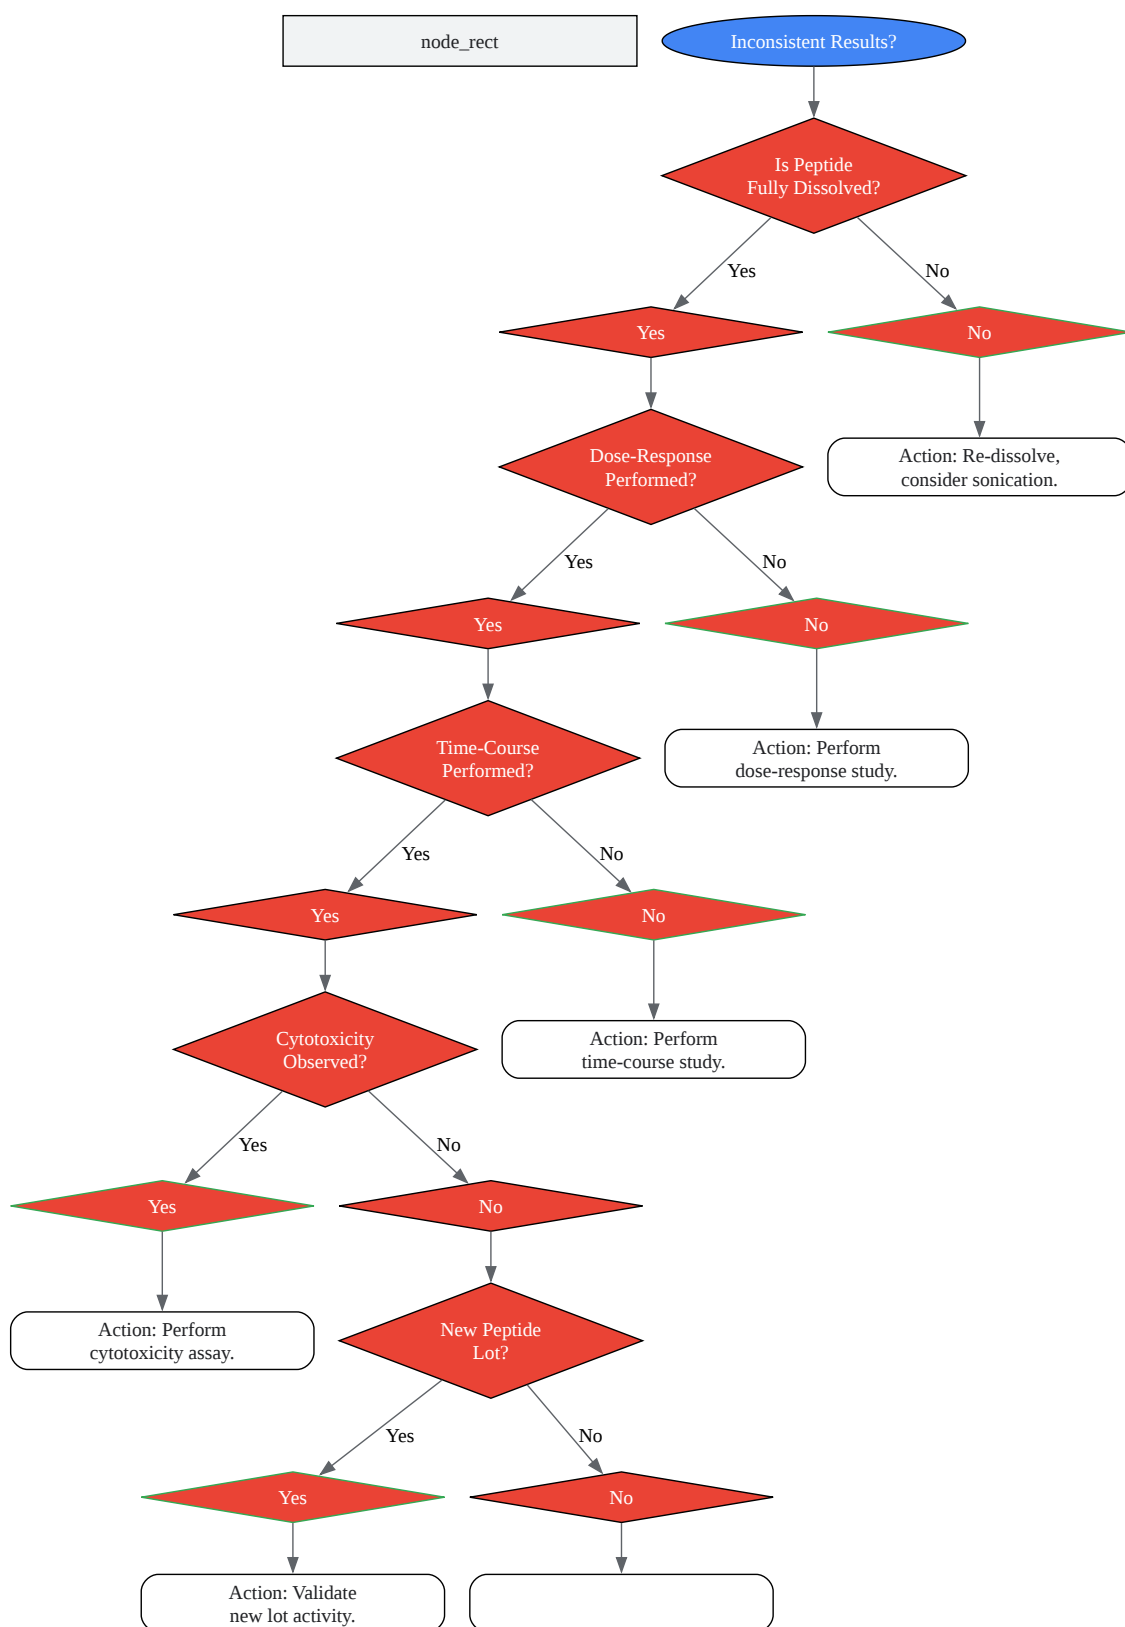 node_rect
Inconsistent Results?
Is Peptide
Fully Dissolved?
Yes
No
Yes
No
Dose-Response
Performed?
Action: Re-dissolve,
consider sonication.
Yes
No
Yes
No
Time-Course
Performed?
Action: Perform
dose-response study.
Yes
No
Yes
No
Cytotoxicity
Observed?
Action: Perform
time-course study.
Yes
No
Yes
No
Action: Perform
cytotoxicity assay.
New Peptide
Lot?
Yes
No
Yes
No
Action: Validate
new lot activity.